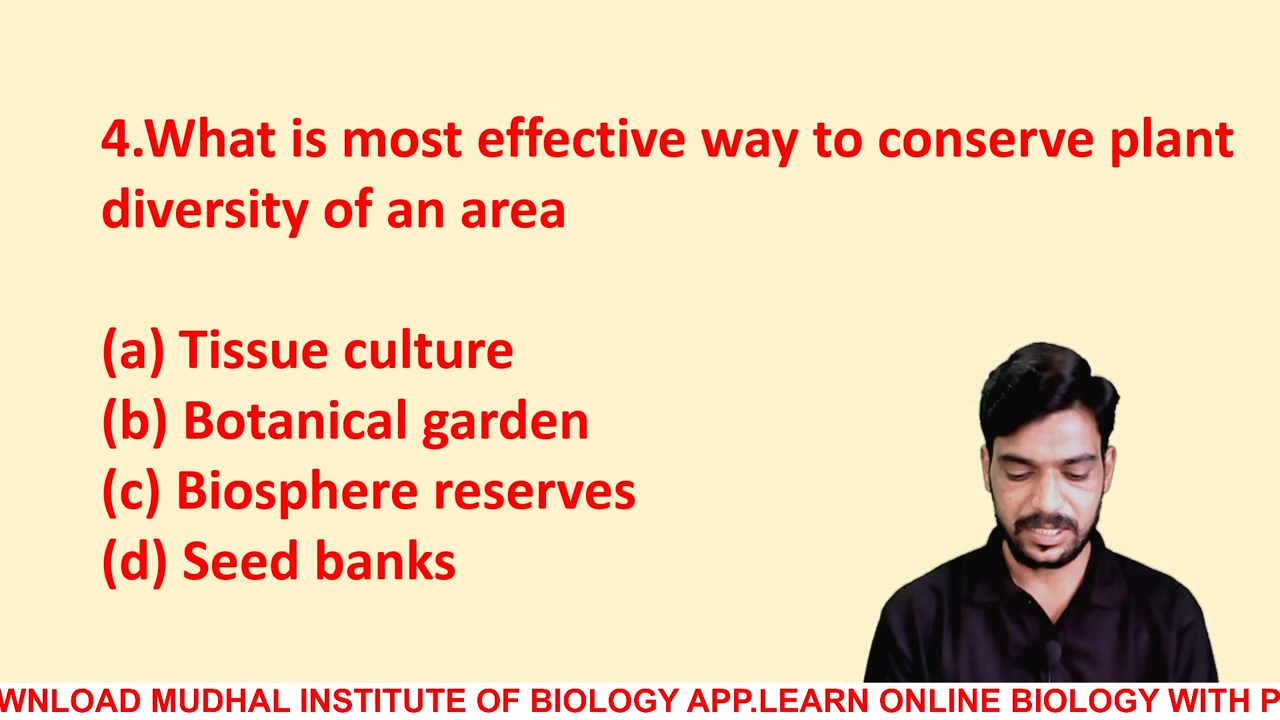 4.What is most effective way to conserve plant
diversity of an area
(a) Tissue culture
(b) Botanical garden
(c) Biosphere reserves
(d) Seed banks
WNLOAD MUDHAL INSTITUTE OF BIOLOGY APP.LEARN ONLINE BIOLOGY WITH P